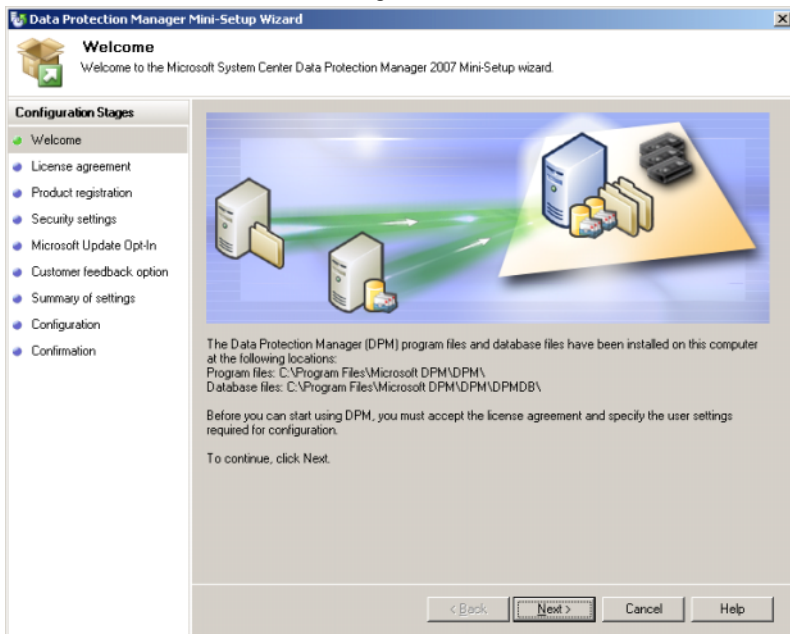 Data Protection Manager Mini-Setup Wizard
Welcome
Welcome to the Microsoft System Center Data Protection Manager 2007 Mini-Setup wizard.
Configuration Stages
Welcome
License agreement
Product registration
Security settings
Microsoft Update Opt-In
Customer feedback option
Summary of settings
Configuration
Confirmation
The Data Protection Manager (DPM) program files and database files have been installed on this computer
at the following locations:
Program files: C:\Program Files\Microsoft DPM\DPM\
Database files: C:\Program Files\Microsoft DPM\DPM\DPMDB\
Before you can start using DPM, you must accept the license agreement and specify the user settings
required for configuration.
To continue, click Next.
< Back
Next >
Cancel
Help